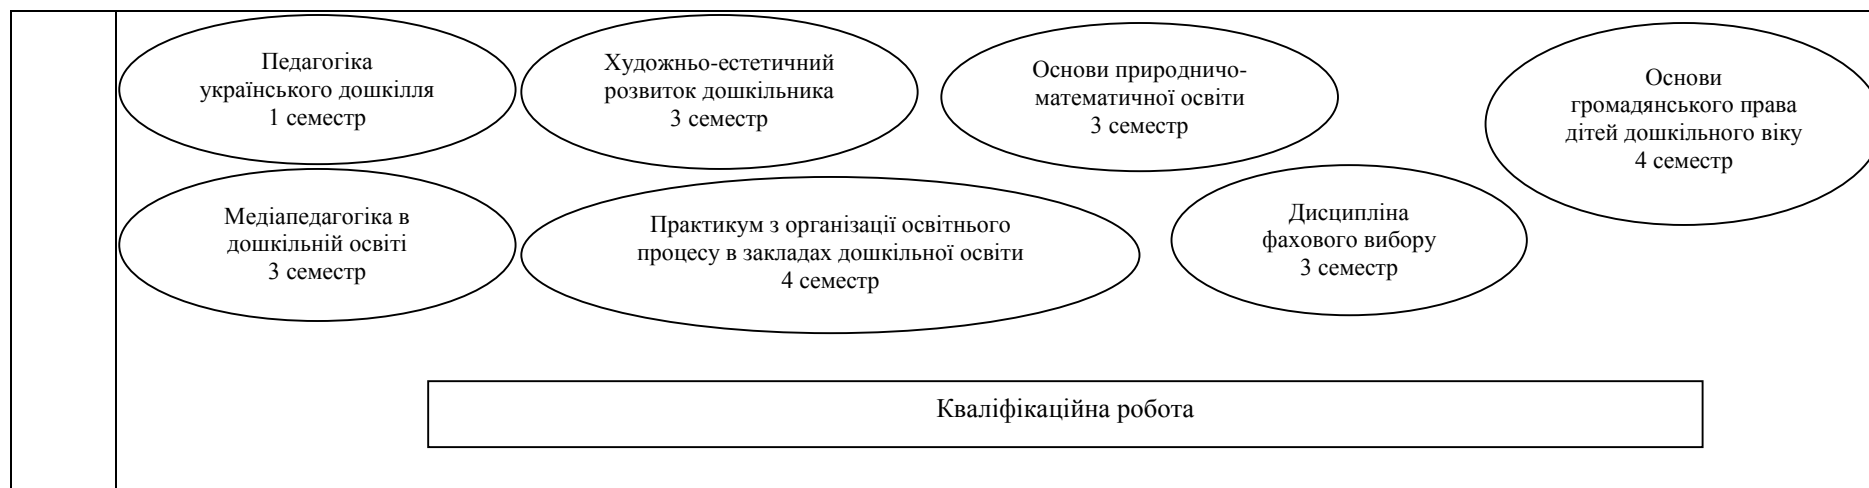 Педагогіка
українського дошкілля
1 семестр
Художньо-естетичний
розвиток дошкільника
3 семестр
Основи природничо-
математичної освіти
3 семестр
Основи
громадянського права
дітей дошкільного віку
4 семестр
Медіапедагогіка в
дошкільній освіті
3 семестр
Практикум з організації освітнього
процесу в закладах дошкільної освіти
4 семестр
Дисципліна
фахового вибору
3 семестр
Кваліфікаційна робота